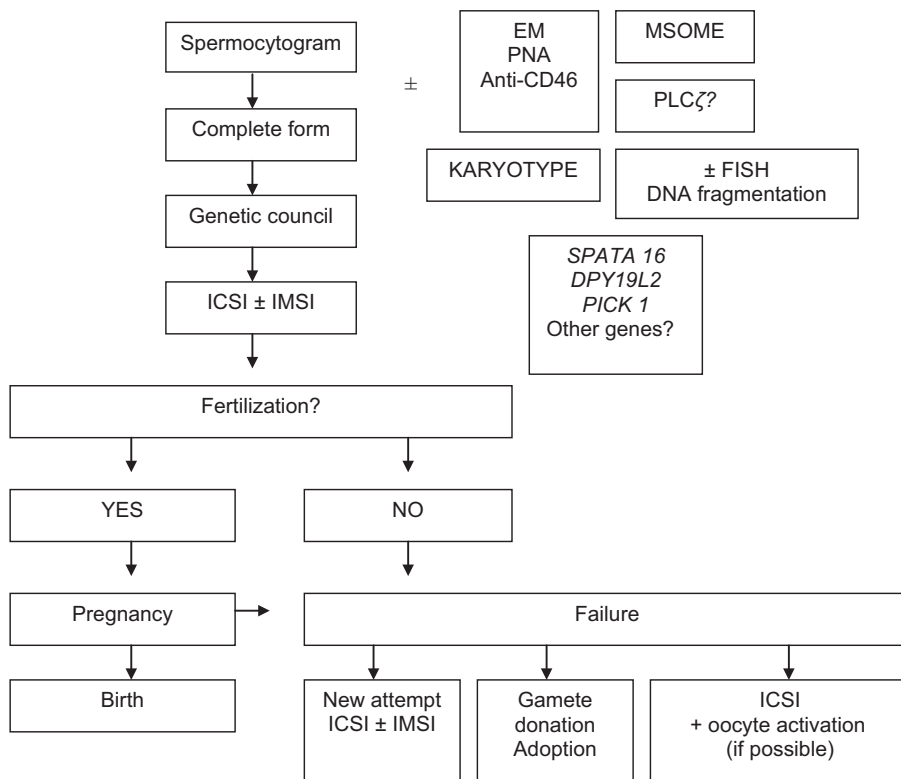 Spermocytogram
±
EM
PNA
Anti-CD46
MSOME
PLCζ?
Complete form
KARYOTYPE
± FISH
DNA fragmentation
Genetic council
SPATA 16
DPY19L2
PICK 1
Other genes?
ICSI ± IMSI
Fertilization?
YES
NO
Pregnancy
Failure
Birth
New attempt
ICSI ± IMSI
Gamete
donation
Adoption
ICSI
+ oocyte activation
(if possible)